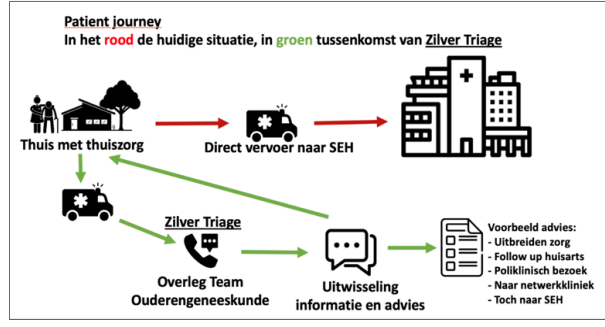 Patient journey
In het rood de huidige situatie, in groen tussenkomst van Zilver Triage
Thuis met thuiszorg
Direct vervoer naar SEH
Zilver Triage
Overleg Team
Ouderengeneeskunde
Uitwisseling
informatie en advies
Voorbeeld advies:
- Uitbreiden zorg
- Follow up huisarts
- Poliklinisch bezoek
- Naar netwerkkliniek
- Toch naar SEH